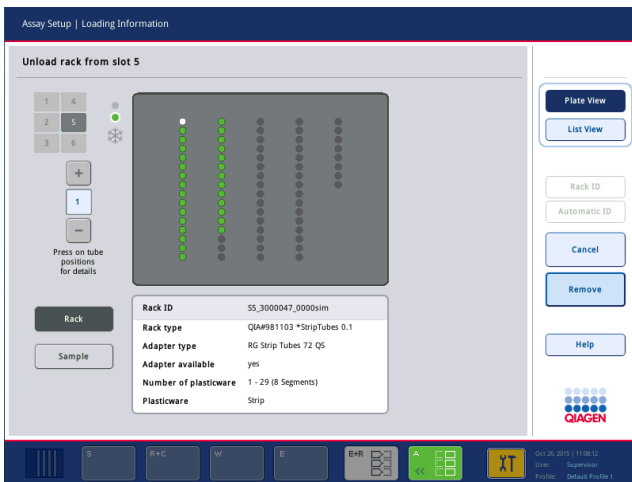 Assay Setup | Loading Information
Unload rack from slot 5
1 4
2 5
3 6
+
1
−
Press on tube
positions
for details
Rack
Sample
Rack ID S5_3000047_0000sim
Rack type QIA#981103 *StripTubes 0.1
Adapter type RG Strip Tubes 72 QS
Adapter available yes
Number of plasticware 1 - 29 (8 Segments)
Plasticware Strip
Plate View
List View
Rack ID
Automatic ID
Cancel
Remove
Help
QIAGEN
S R+C W E E+R A
Oct 26, 2015 | 11:08:12
User: Supervisor
Profile: Default Profile 1